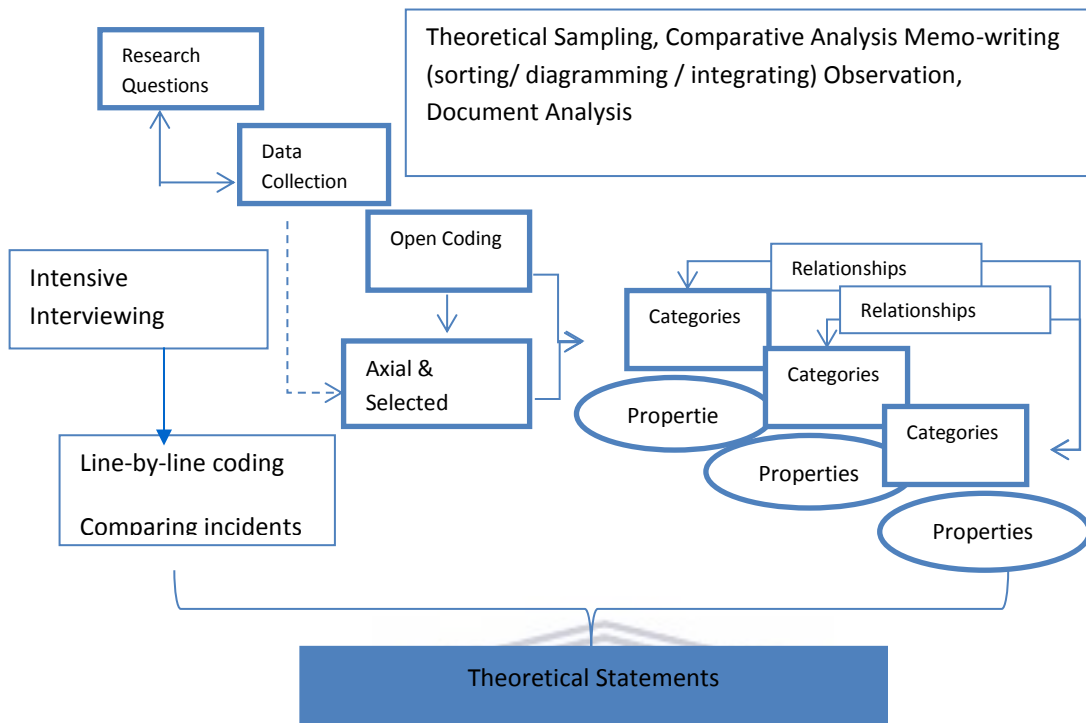 Research
Questions
Theoretical Sampling, Comparative Analysis Memo-writing
(sorting/ diagramming / integrating) Observation,
Document Analysis
Data
Collection
Open Coding
Intensive
Interviewing
Relationships
Relationships
Categories
Categories
Categories
Axial &
Selected
Propertie
Properties
Properties
Line-by-line coding
Comparing incidents
Theoretical Statements